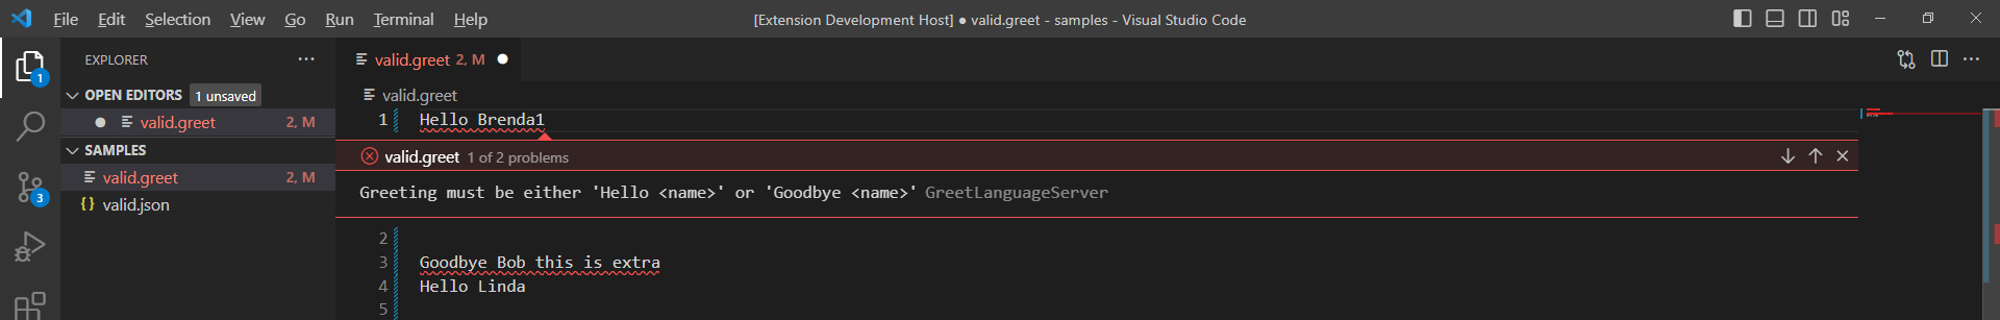 File Edit Selection View Go Run Terminal Help
[Extension Development Host] ● valid.greet - samples - Visual Studio Code
EXPLORER ···
valid.greet 2, M
OPEN EDITORS 1 unsaved
valid.greet
valid.greet 2, M
1 Hello Brenda1
SAMPLES
valid.greet 1 of 2 problems
valid.greet 2, M
Greeting must be either 'Hello <name>' or 'Goodbye <name>' GreetLanguageServer
{} valid.json
1
3
2
3 Goodbye Bob this is extra
4 Hello Linda
5